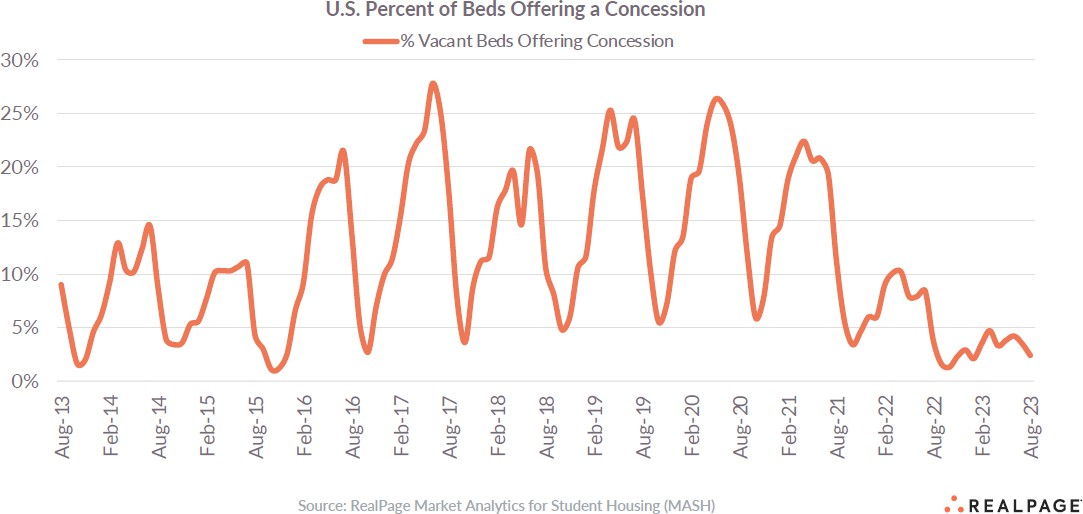 U.S. Percent of Beds Offering a Concession
% Vacant Beds Offering Concession
30%
25%
20%
15%
10%
5%
0%
Aug-13
Feb-14
Aug-14
Feb-15
Aug-15
Feb-16
Aug-16
Feb-17
Aug-17
Feb-18
Aug-18
Feb-19
Aug-19
Feb-20
Aug-20
Feb-21
Aug-21
Feb-22
Aug-22
Feb-23
Aug-23
Source: RealPage Market Analytics for Student Housing (MASH)
REALPAGE